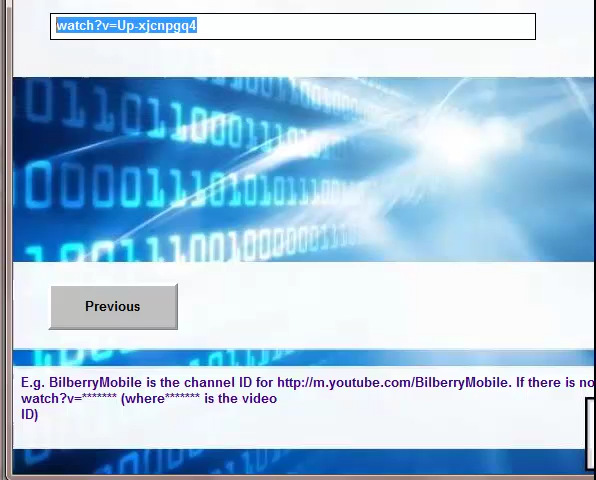 watch?v=Up-xjcnpgq4
Previous
E.g. BilberryMobile is the channel ID for http://m.youtube.com/BilberryMobile. If there is no
watch?v=******* (where******* is the video
ID)